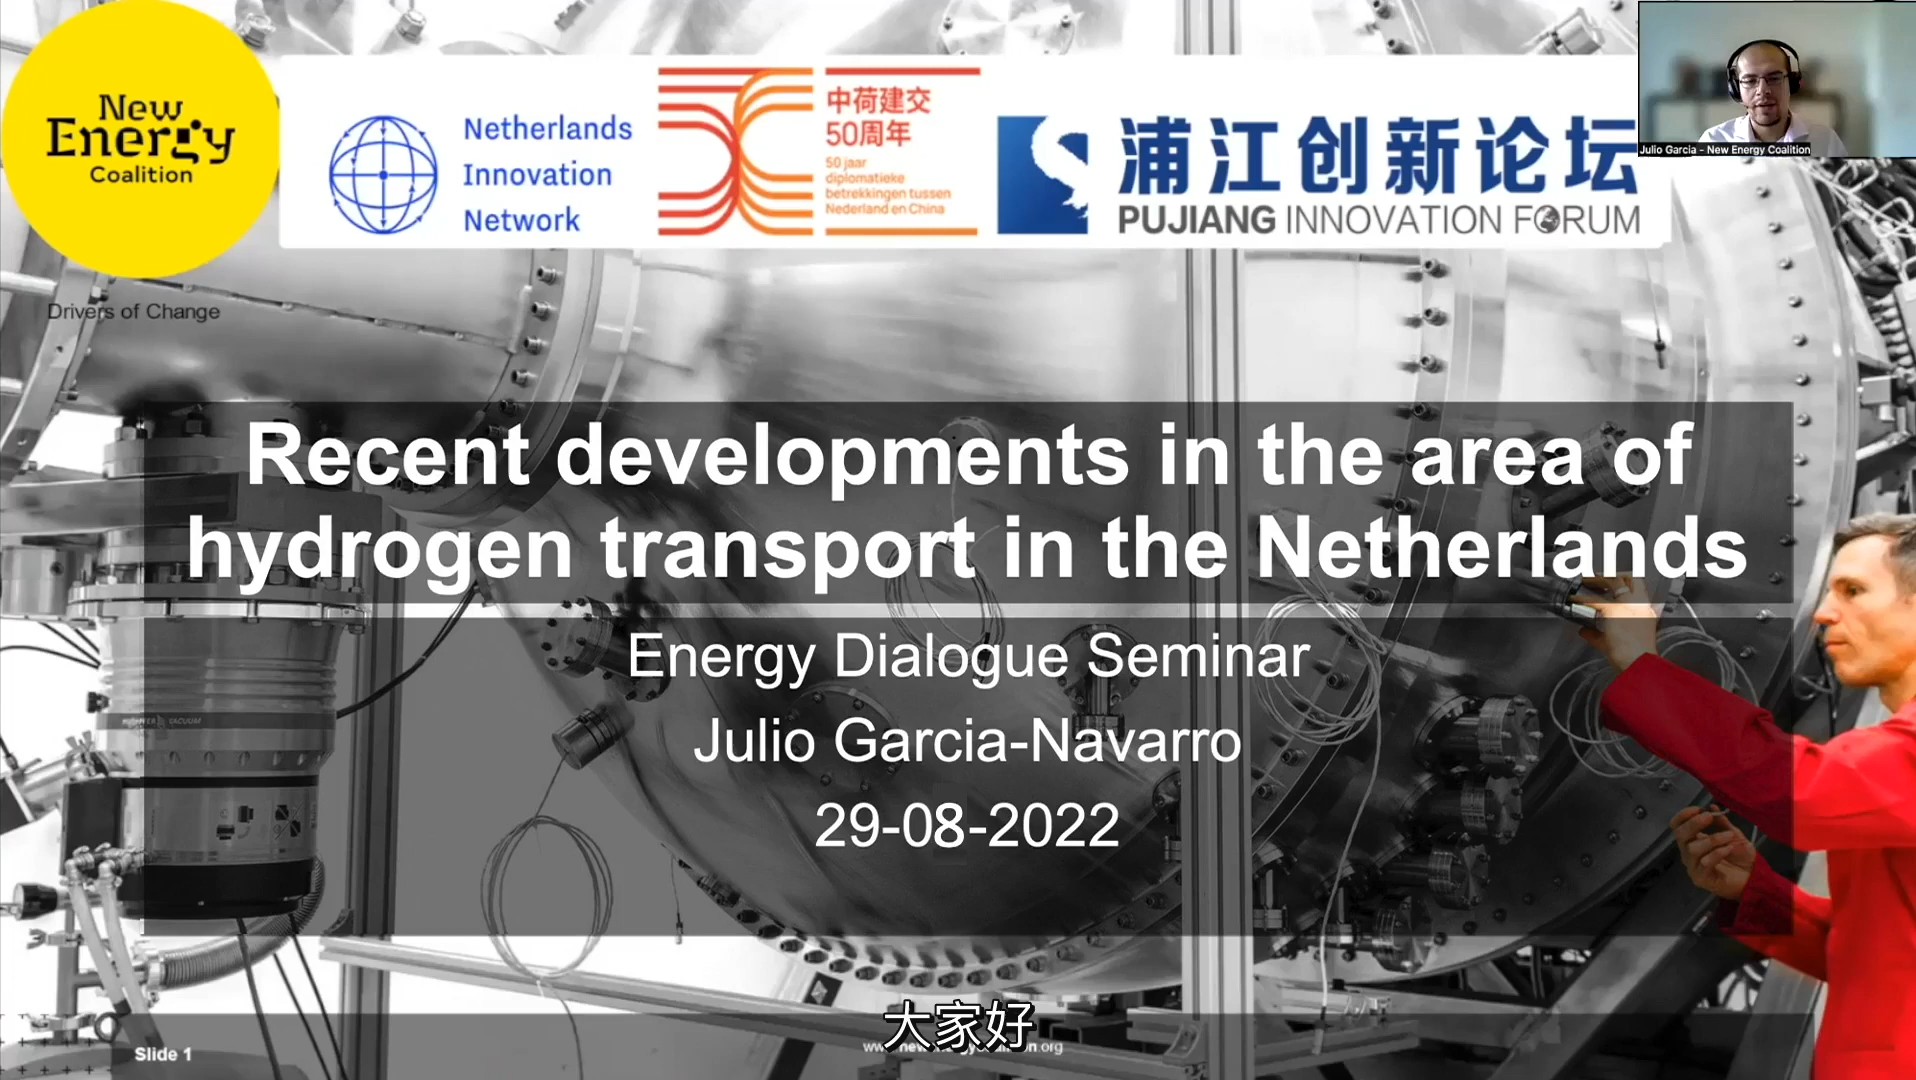 New
Energy
Coalition
Netherlands
Innovation
Network
中荷建交
50周年
50 jaar
diplomatieke
betrekkingen tussen
Nederland en China
浦江创新论坛
PUJIANG INNOVATION FORUM
Julio Garcia - New Energy Coalition
Drivers of Change
Recent developments in the area of
hydrogen transport in the Netherlands
Energy Dialogue Seminar
Julio Garcia-Navarro
29-08-2022
大家好
Slide 1